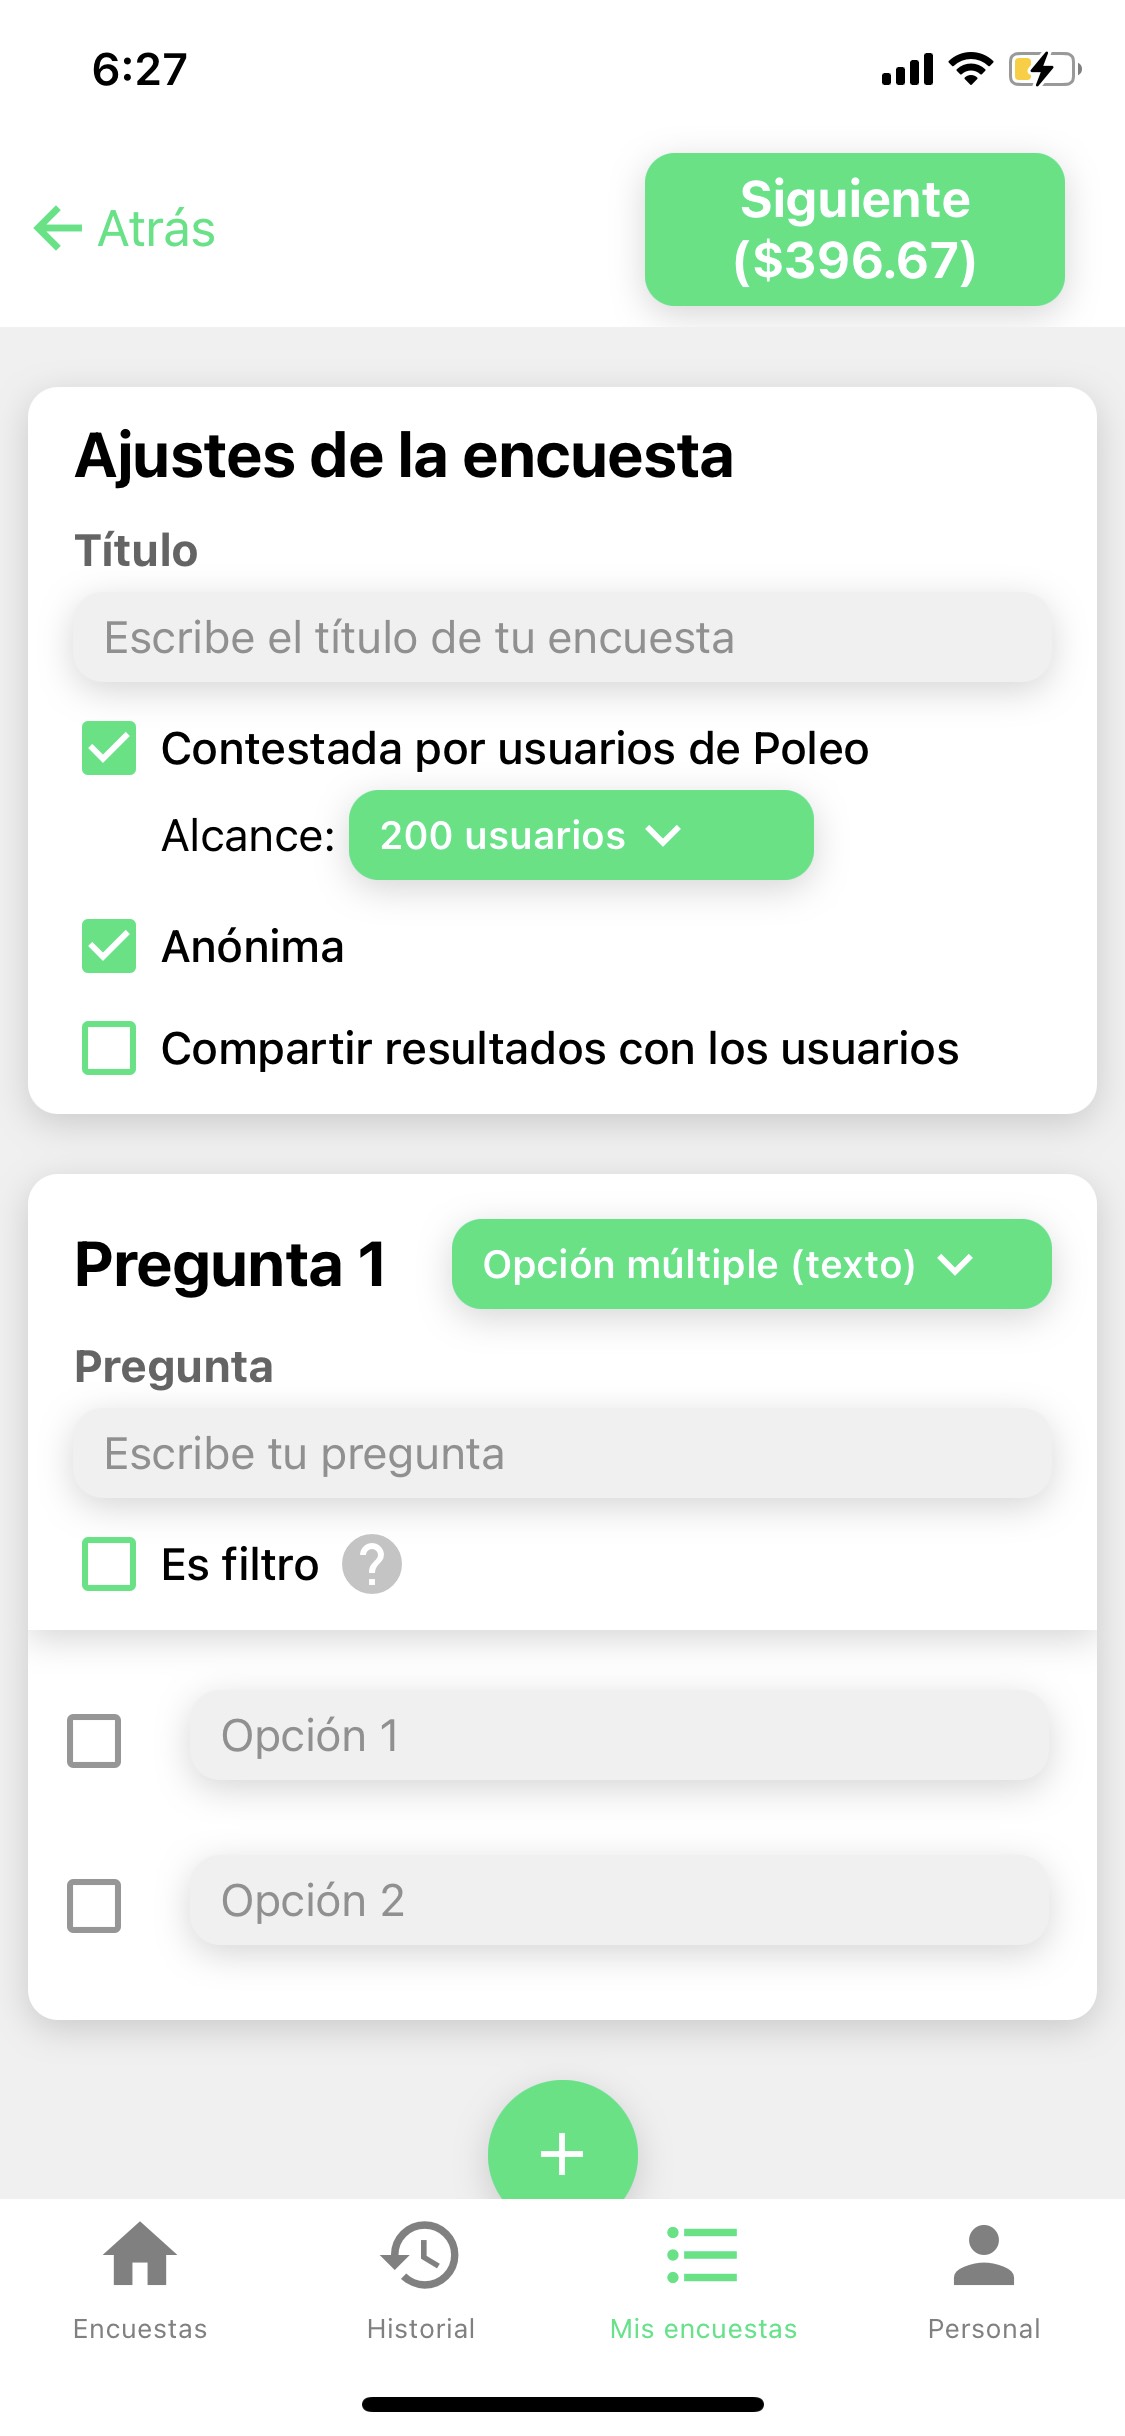 6:27
Atrás
Siguiente
($396.67)
Ajustes de la encuesta
Título
Escribe el título de tu encuesta
Contestada por usuarios de Poleo
Alcance: 200 usuarios
Anónima
Compartir resultados con los usuarios
Pregunta 1
Opción múltiple (texto)
Pregunta
Escribe tu pregunta
Es filtro ?
Opción 1
Opción 2
+
Encuestas
Historial
Mis encuestas
Personal